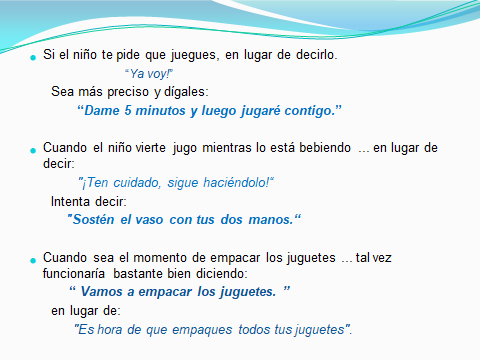 Si el niño te pide que juegues, en lugar de decirlo.
“Ya voy!”
Sea más preciso y dígales:
“Dame 5 minutos y luego jugaré contigo.”
Cuando el niño vierte jugo mientras lo está bebiendo ... en lugar de
decir:
"¡Ten cuidado, sigue haciéndolo!“
Intenta decir:
"Sostén el vaso con tus dos manos.“
Cuando sea el momento de empacar los juguetes ... tal vez
funcionaría bastante bien diciendo:
“ Vamos a empacar los juguetes. ”
en lugar de:
"Es hora de que empaques todos tus juguetes".